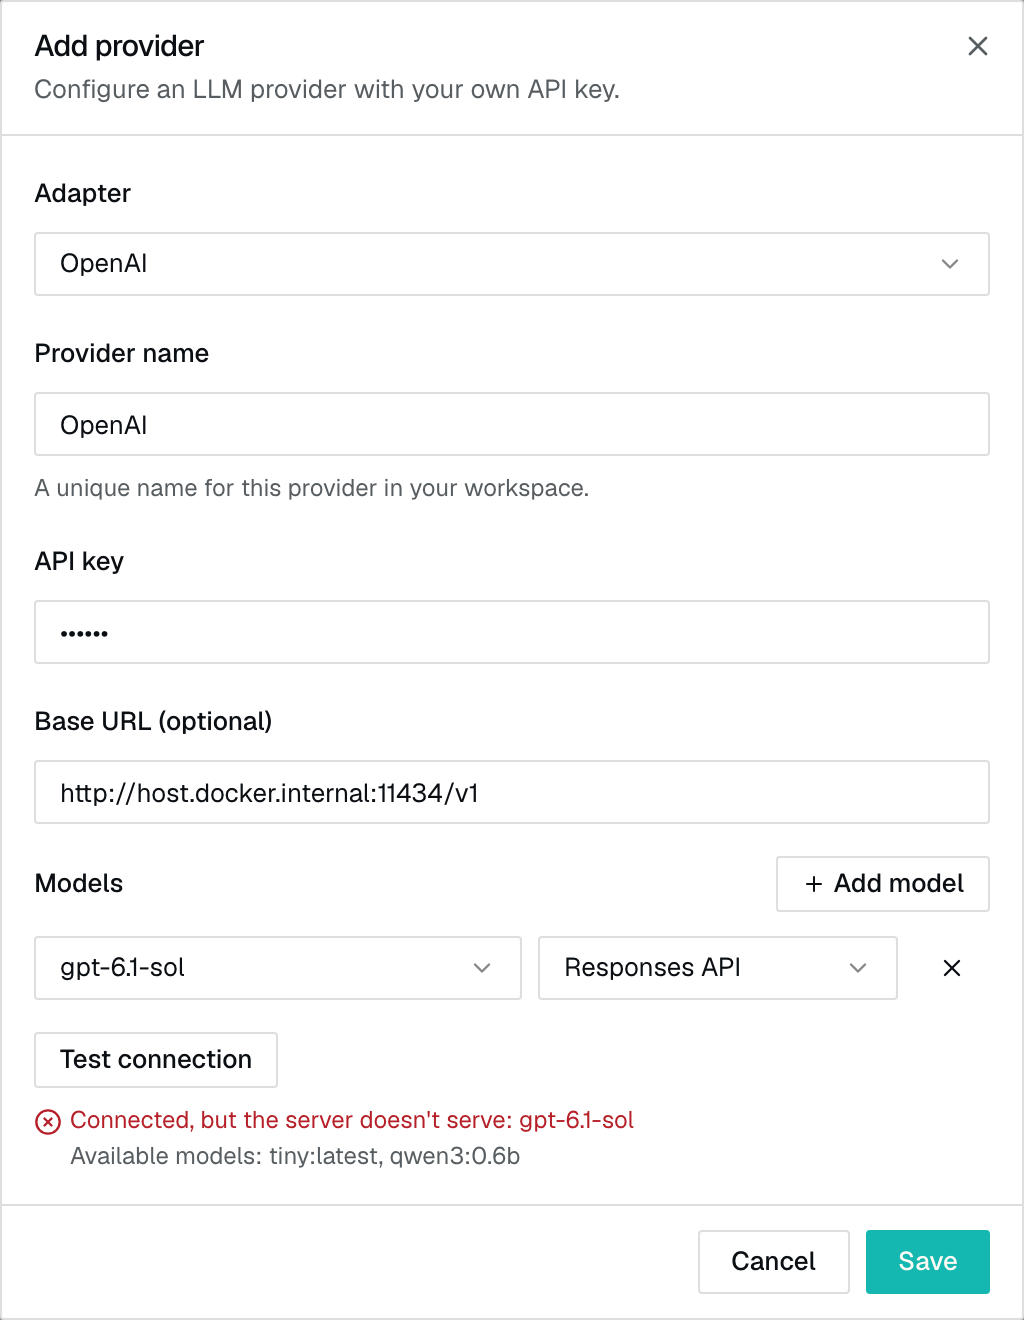 Add provider
Configure an LLM provider with your own API key.
Adapter
OpenAI
Provider name
OpenAI
A unique name for this provider in your workspace.
API key
••••••
Base URL (optional)
http://host.docker.internal:11434/v1
Models
+ Add model
gpt-6.1-sol
Responses API
Test connection
Connected, but the server doesn't serve: gpt-6.1-sol
Available models: tiny:latest, qwen3:0.6b
Cancel
Save